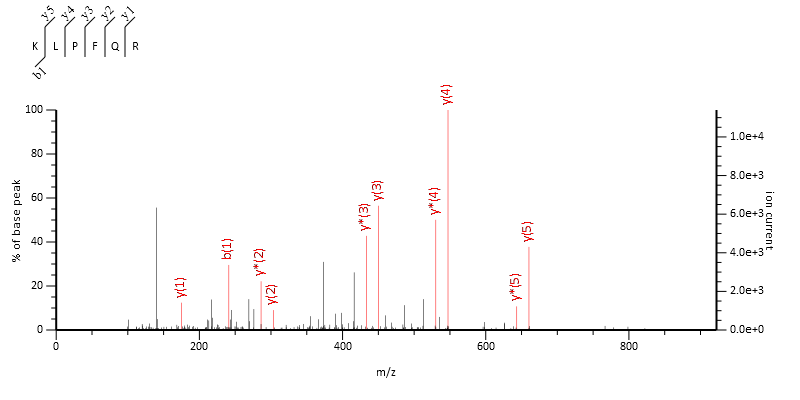 y5 y4 y3 y2 y1
K L P F Q R
b1
y(4)
100 80 60 40 20 0
% of base peak
y(1) b(1) y*(2) y(2) y*(3) y(3) y*(4) y*(5) y(5)
1.0e+4 8.0e+3 6.0e+3 4.0e+3 2.0e+3 0.0e+0
ion current
0 200 400 600 800
m/z